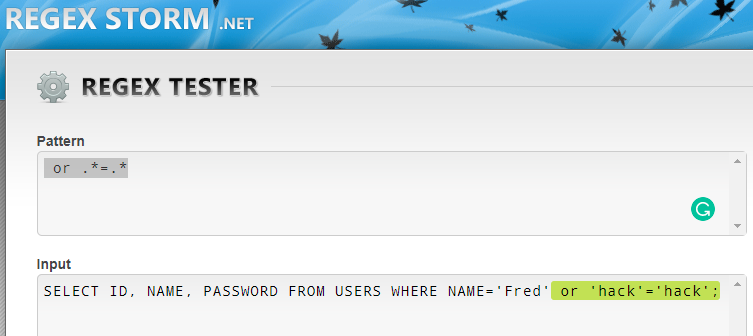 REGEX STORM .NET
REGEX TESTER
Pattern
 or .*=.*
Input
SELECT ID, NAME, PASSWORD FROM USERS WHERE NAME='Fred' or 'hack'='hack';